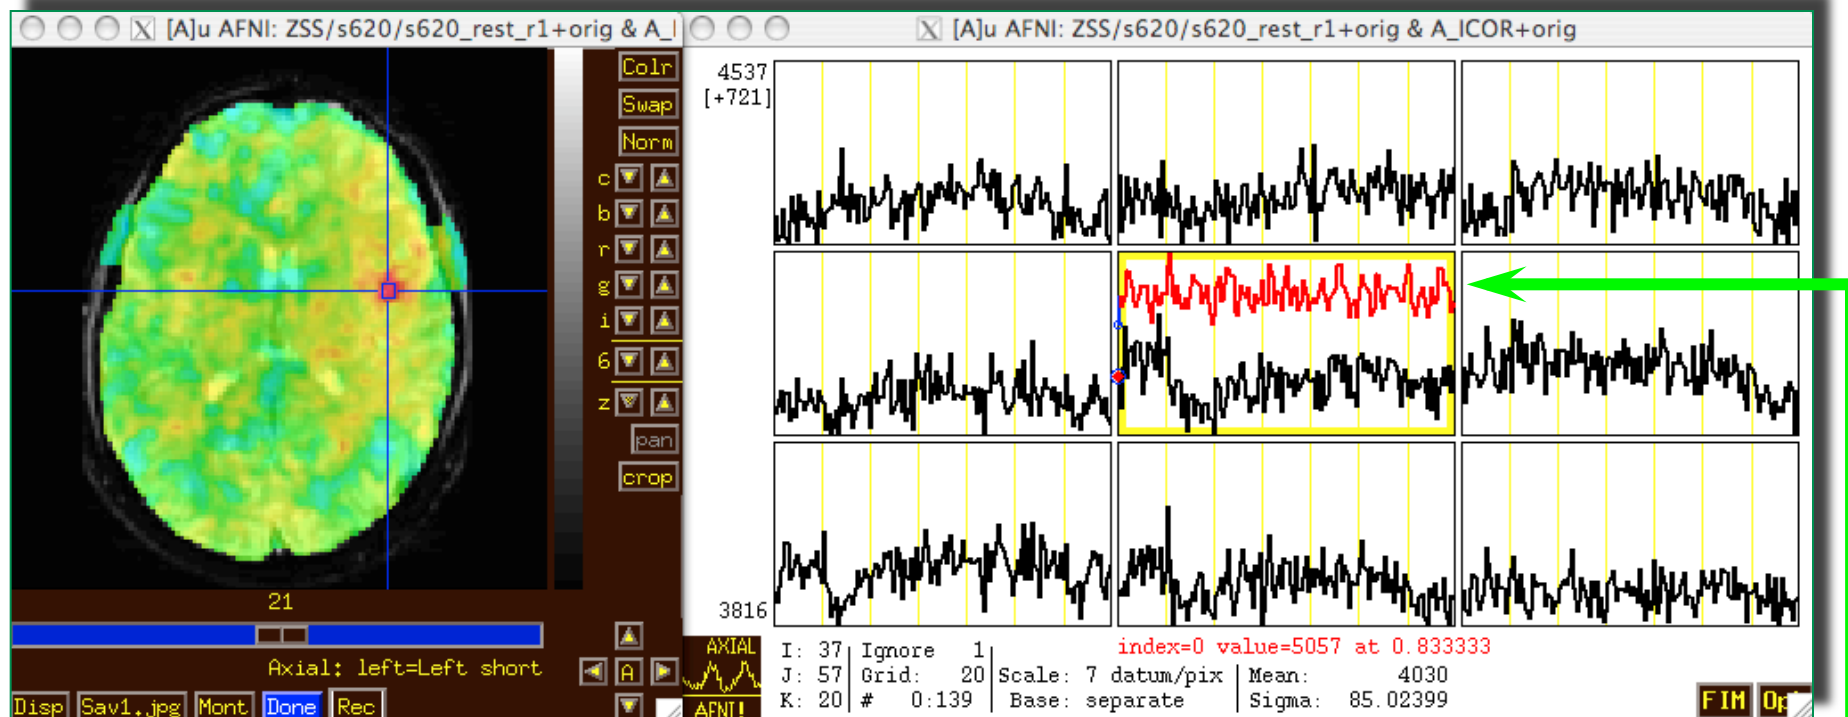 [A]u AFNI: ZSS/s620/s620_rest_r1+orig & A_I
Colr
Swap
Norm
c
b
r
g
i
6
z
pan
crop
21
Axial: left=Left short
A
Disp Sav1.jpg Mont Done Rec
[A]u AFNI: ZSS/s620/s620_rest_r1+orig & A_ICOR+orig
4537
[+721]
3816
AXIAL
AFNI!
index=0 value=5057 at 0.833333
I: 37 Ignore 1
J: 57 Grid: 20 Scale: 7 datum/pix Mean: 4030
K: 20 # 0:139 Base: separate Sigma: 85.02399
FIM